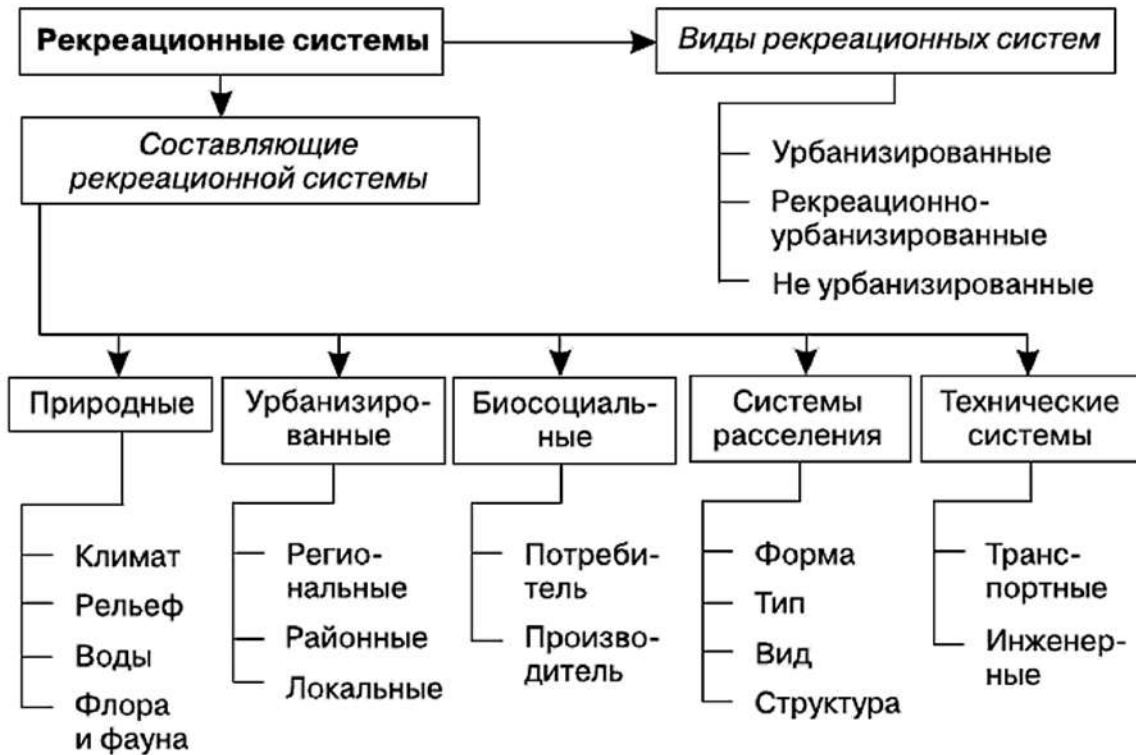 Рекреационные системы
Виды рекреационных систем
Составляющие
рекреационной системы
Урбанизированные
Рекреационно-
урбанизированные
Не урбанизированные
Природные
Климат
Рельеф
Воды
Флора
и фауна
Урбанизиро-
ванные
Регио-
нальные
Районные
Локальные
Биосоциаль-
ные
Потреби-
тель
Произво-
дитель
Системы
расселения
Форма
Тип
Вид
Структура
Технические
системы
Транс-
портные
Инженер-
ные